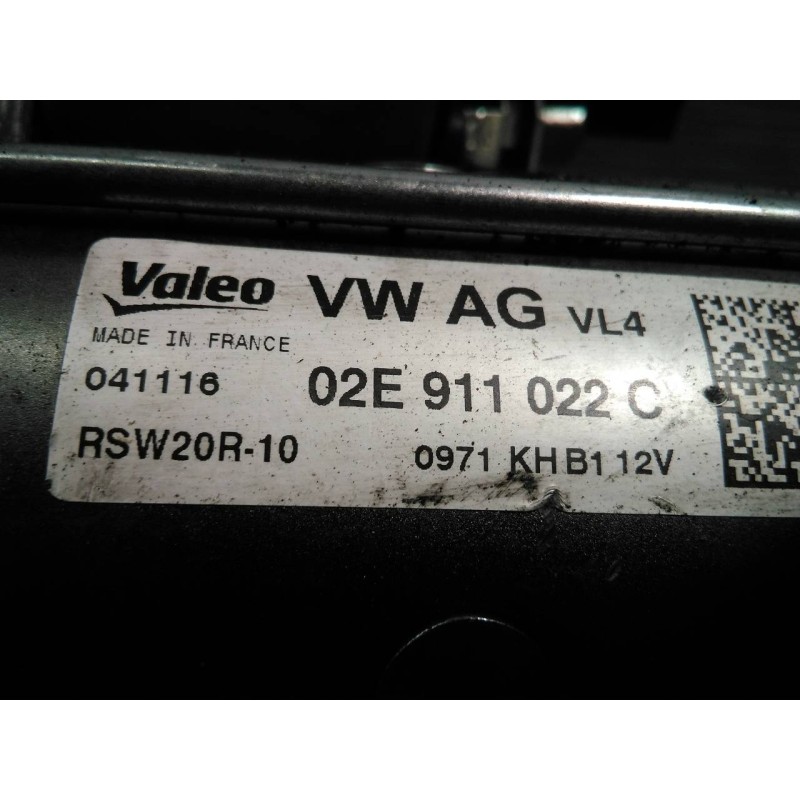 Valeo VW AG VL4
MADE IN FRANCE
041116 02E 911 022 C
RSW20R-10 0971 KH B1 12V